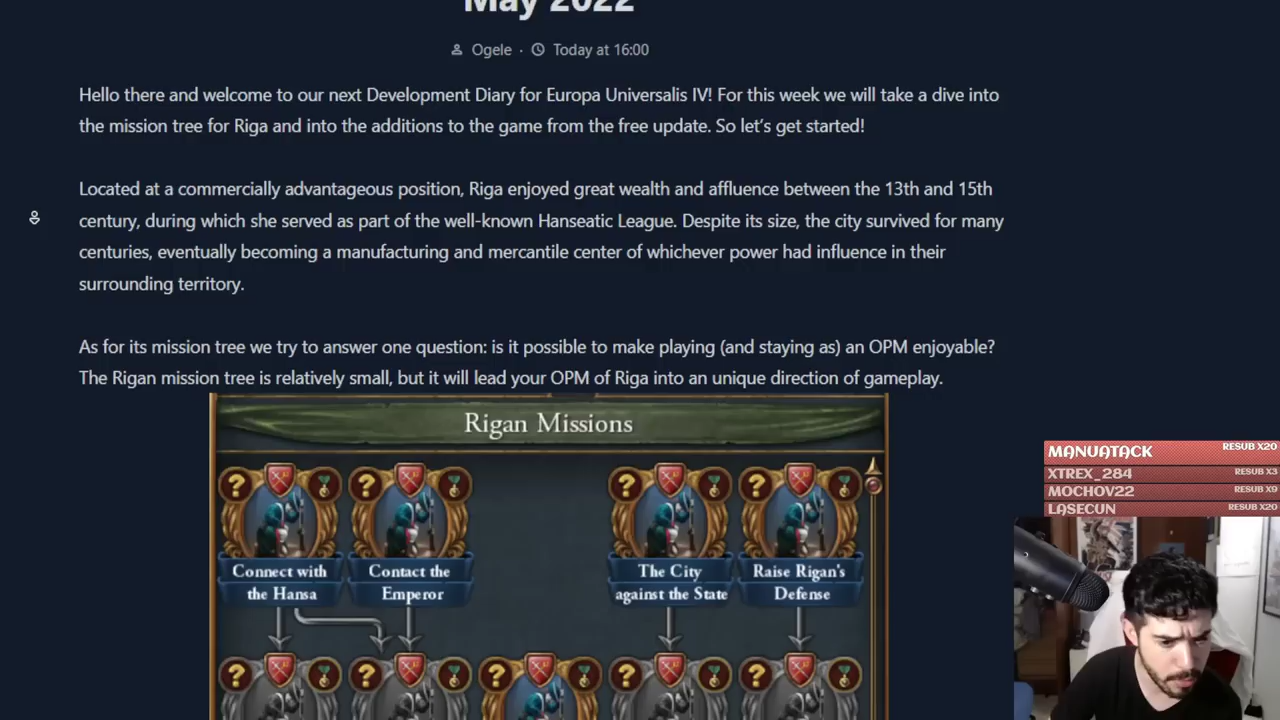 May 2022
Ogele · Today at 16:00
Hello there and welcome to our next Development Diary for Europa Universalis IV! For this week we will take a dive into
the mission tree for Riga and into the additions to the game from the free update. So let's get started!
Located at a commercially advantageous position, Riga enjoyed great wealth and affluence between the 13th and 15th
century, during which she served as part of the well-known Hanseatic League. Despite its size, the city survived for many
centuries, eventually becoming a manufacturing and mercantile center of whichever power had influence in their
surrounding territory.
As for its mission tree we try to answer one question: is it possible to make playing (and staying as) an OPM enjoyable?
The Rigan mission tree is relatively small, but it will lead your OPM of Riga into an unique direction of gameplay.
Rigan Missions
Connect with
the Hansa
Contact the
Emperor
The City
against the State
Raise Rigan's
Defense
MANUATACK RESUB X20
XTREX_284 RESUB X3
MOCHOV22 RESUB X9
LASECUN RESUB X20